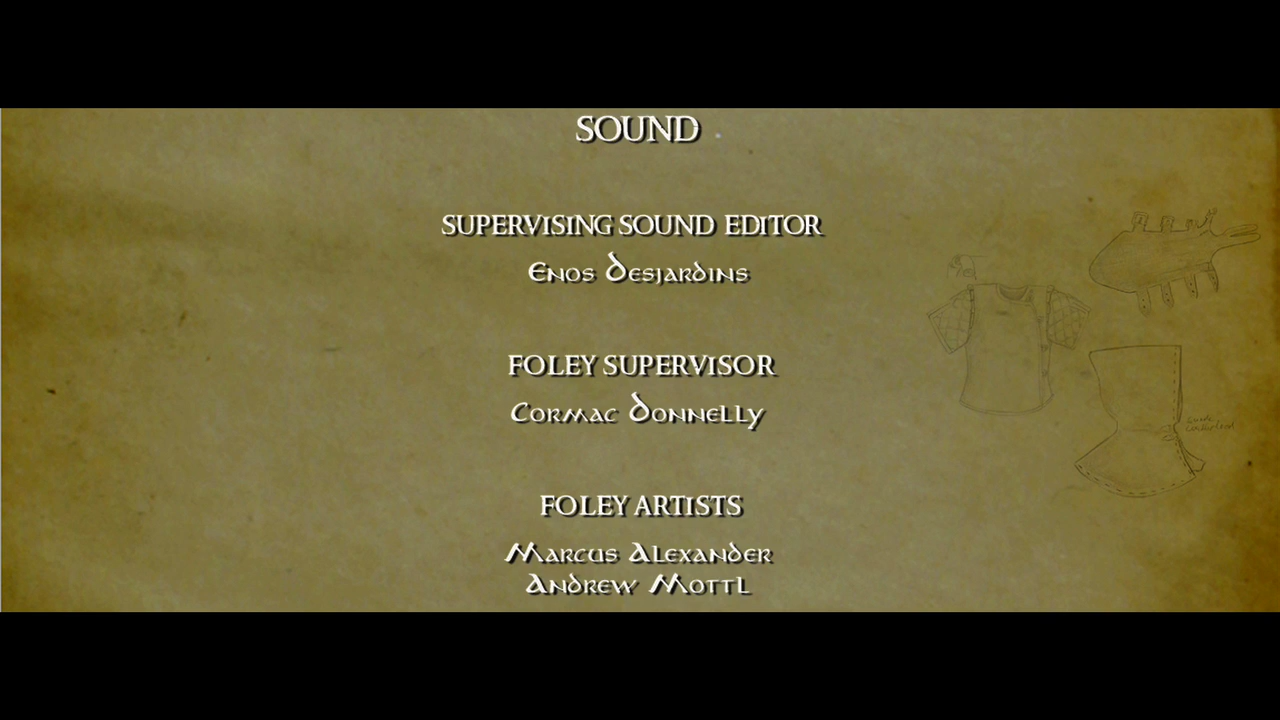 SOUND
SUPERVISING SOUND EDITOR
Enos Desjardins
FOLEY SUPERVISOR
Cormac Donnelly
FOLEY ARTISTS
Marcus Alexander
Andrew Mottl